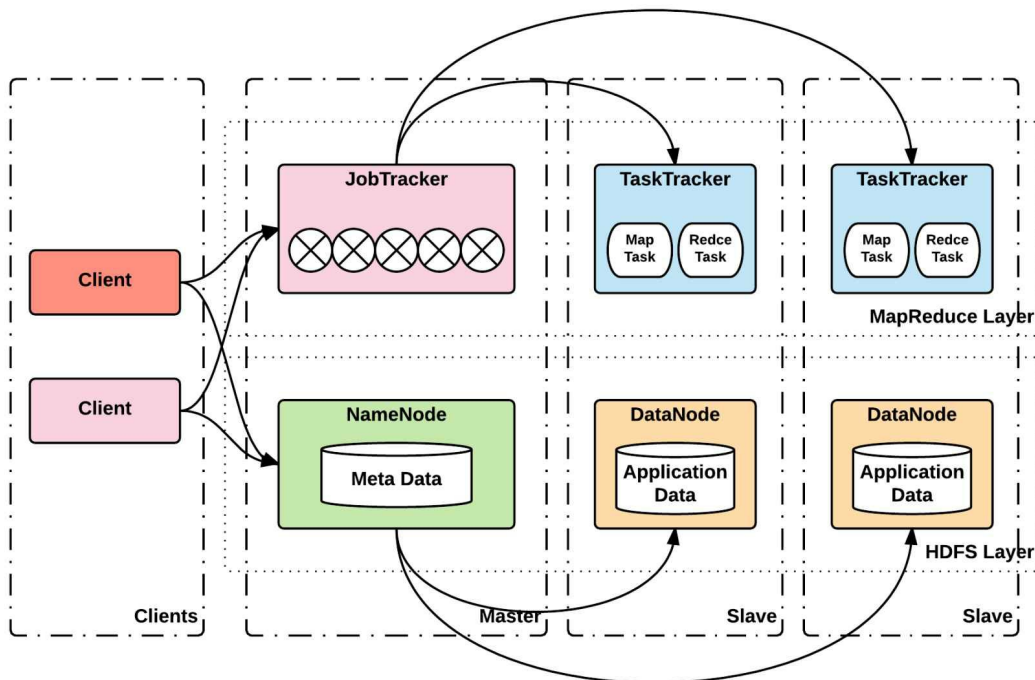 JobTracker
TaskTracker
TaskTracker
Map
Task
Redce
Task
Map
Task
Redce
Task
Client
MapReduce Layer
Client
NameNode
DataNode
DataNode
Meta Data
Application
Data
Application
Data
HDFS Layer
Clients
Master
Slave
Slave